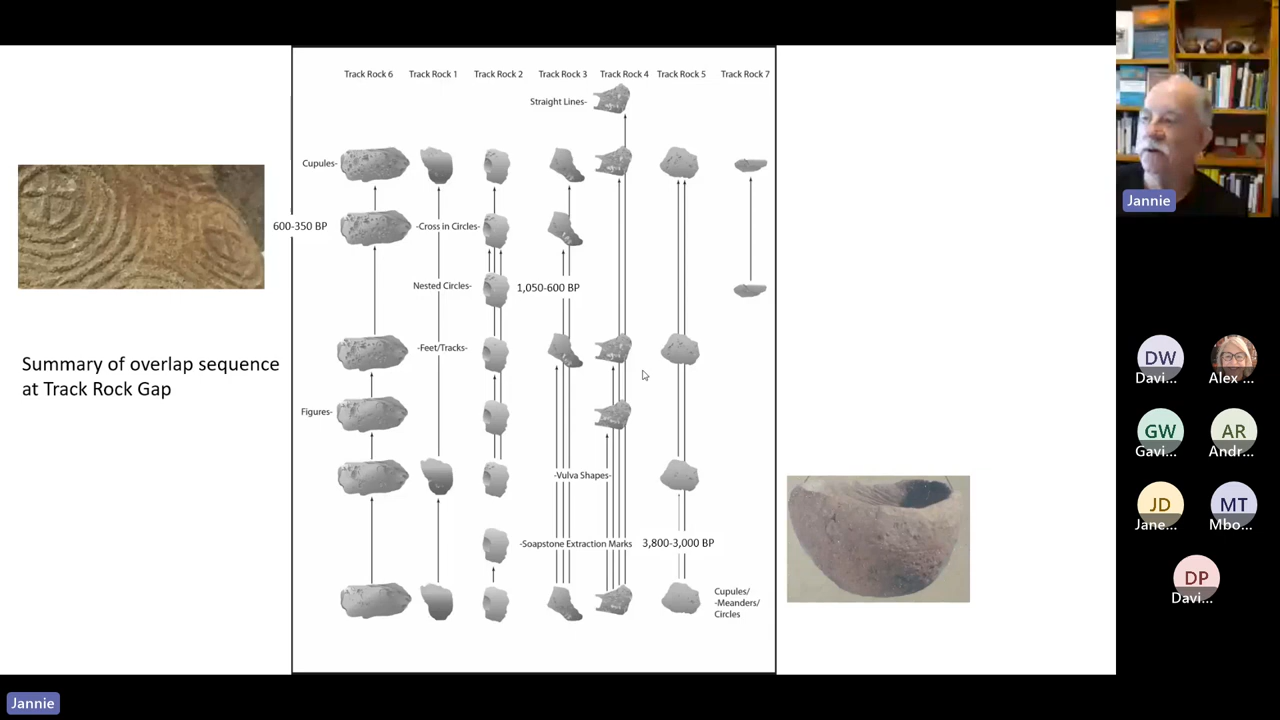 Track Rock 6 Track Rock 1 Track Rock 2 Track Rock 3 Track Rock 4 Track Rock 5 Track Rock 7
Straight Lines-
Cupules-
600-350 BP
-Cross in Circles-
Nested Circles-
1,050-600 BP
-Feet/Tracks-
Summary of overlap sequence
at Track Rock Gap
Figures-
-Vulva Shapes-
-Soapstone Extraction Marks
3,800-3,000 BP
Cupules/
-Meanders/
Circles
Jannie
DW
Davi...
Alex ...
GW
Gavi...
AR
Andr...
JD
Jane...
MT
Mbo...
DP
Davi...
Jannie